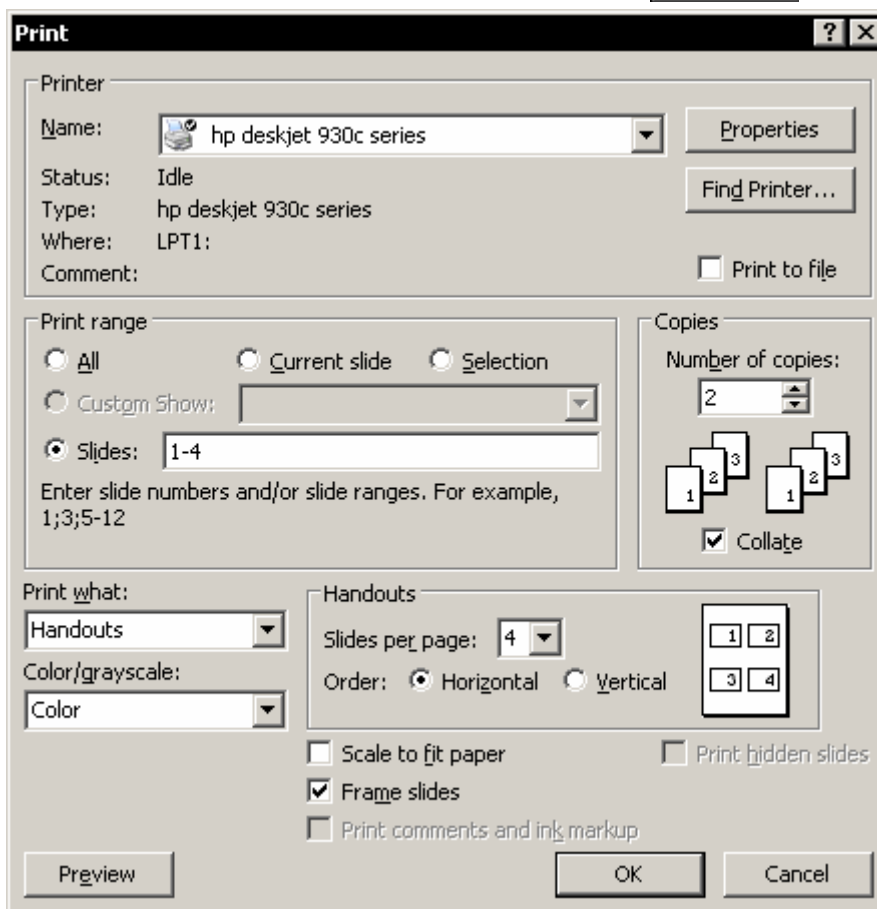 Print
Printer
Name:
hp deskjet 930c series
Properties
Status: Idle
Find Printer...
Type: hp deskjet 930c series
Where: LPT1:
Comment:
Print to file
Print range
All
Current slide
Selection
Custom Show:
Slides:
1-4
Enter slide numbers and/or slide ranges. For example,
1;3;5-12
Copies
Number of copies:
2
1 2 3 1 2 3
Collate
Print what:
Handouts
Color/grayscale:
Color
Handouts
Slides per page: 4
Order: Horizontal Vertical
1 2
3 4
Scale to fit paper
Print hidden slides
Frame slides
Print comments and ink markup
Preview
OK
Cancel